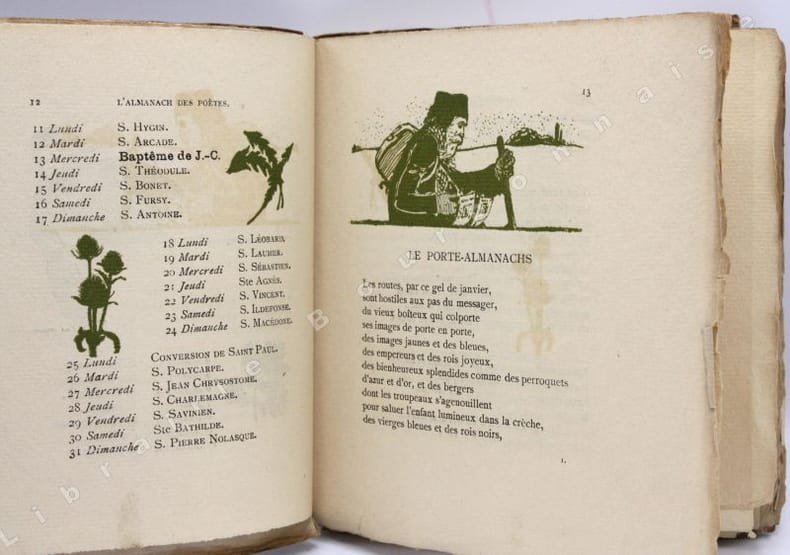 12
L'ALMANACH DES POÈTES.
11 Lundi S. HYGIN.
12 Mardi S. ARCADE.
13 Mercredi Baptême de J.-C.
14 Jeudi S. THÉODULE.
15 Vendredi S. BONET.
16 Samedi S. FURSY.
17 Dimanche S. ANTOINE.
18 Lundi S. LÉOBARD.
19 Mardi S. LAUMER.
20 Mercredi S. SÉBASTIEN.
21 Jeudi Ste AGNÈS.
22 Vendredi S. VINCENT.
23 Samedi S. ILDEFONSE.
24 Dimanche S. MACÉDONE.
25 Lundi CONVERSION DE SAINT PAUL.
26 Mardi S. POLYCARPE.
27 Mercredi S. JEAN CHRYSOSTOME.
28 Jeudi S. CHARLEMAGNE.
29 Vendredi S. SAVINIEN.
30 Samedi Ste BATHILDE.
31 Dimanche S. PIERRE NOLASQUE.
13
LE PORTE-ALMANACHS
Les routes, par ce gel de janvier,
sont hostiles aux pas du messager,
du vieux boîteux qui colporte
ses images de porte en porte,
des images jaunes et des bleues,
des empereurs et des rois joyeux,
des bienheureux splendides comme des perroquets
d'azur et d'or, et des bergers
dont les troupeaux s'agenouillent
pour saluer l'enfant lumineux dans la crèche,
des vierges bleues et des rois noirs,
1.
Librairie Bourbonnaise